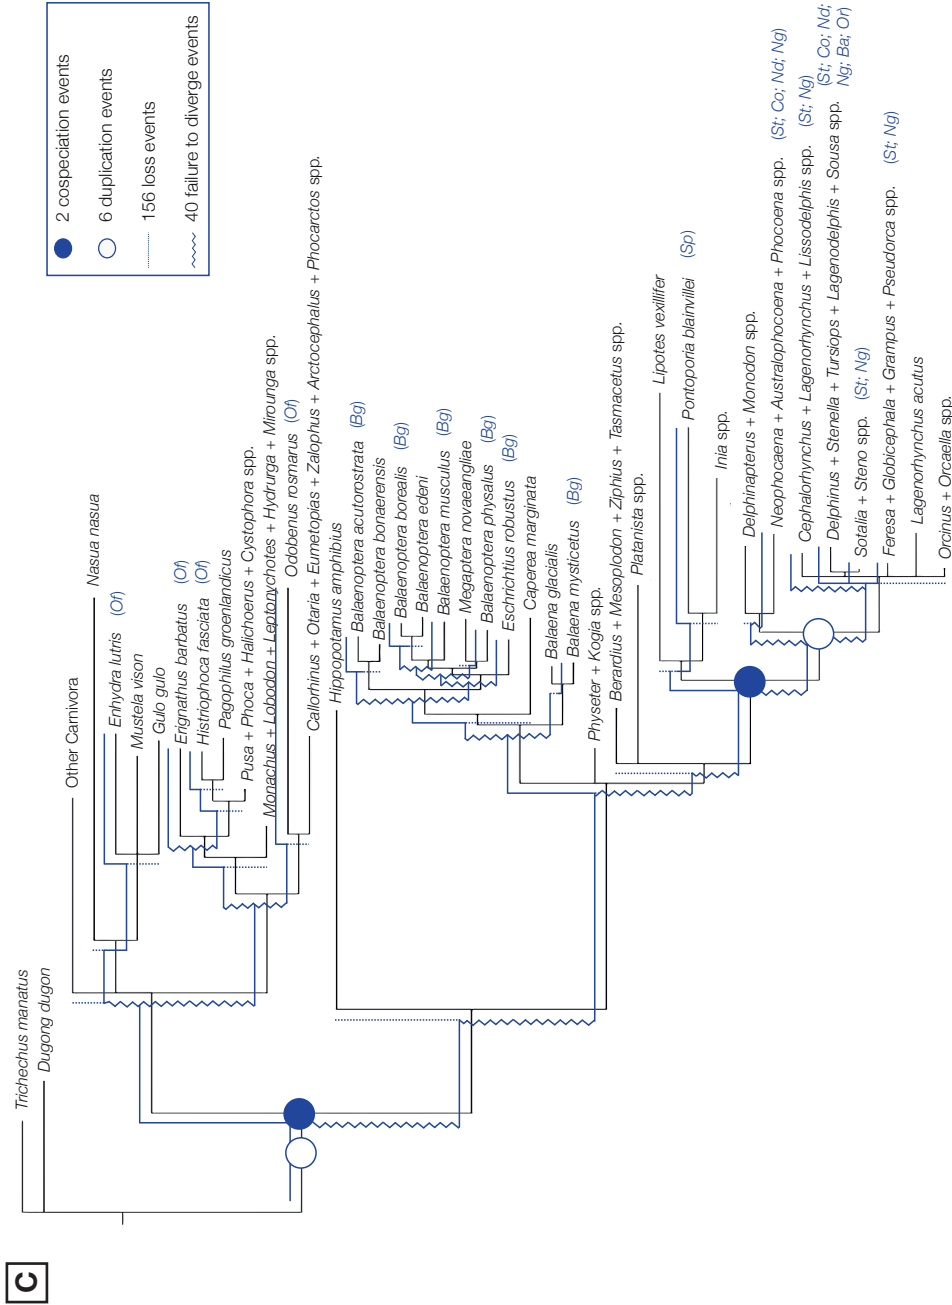 C
2 cospeciation events
6 duplication events
156 loss events
40 failure to diverge events
Trichechus manatus
Dugong dugon
Other Carnivora
Nasua nasua
Enhydra lutris (Of)
Mustela vison
Gulo gulo
Erignathus barbatus (Of)
Histriophoca fasciata (Of)
Pagophilus groenlandicus
Pusa + Phoca + Halichoerus + Cystophora spp.
Monachus + Lobodon + Leptonychotes + Hydrurga + Mirounga spp.
Odobenus rosmarus (Of)
Callorhinus + Otaria + Eumetopias + Zalophus + Arctocephalus + Phocarctos spp.
Hippopotamus amphibius
Balaenoptera acutorostrata (Bg)
Balaenoptera bonaerensis
Balaenoptera borealis (Bg)
Balaenoptera edeni
Balaenoptera musculus (Bg)
Megaptera novaeangliae
Balaenoptera physalus (Bg)
Eschrichtius robustus (Bg)
Caperea marginata
Balaena glacialis
Balaena mysticetus (Bg)
Physeter + Kogia spp.
Berardius + Mesoplodon + Ziphius + Tasmacetus spp.
Platanista spp.
Lipotes vexillifer
Pontoporia blainvillei (Sp)
Inia spp.
Delphinapterus + Monodon spp.
Neophocaena + Australophocoena + Phocoena spp. (St; Co; Nd; Ng)
Cephalorhynchus + Lagenorhynchus + Lissodelphis spp. (St; Ng)
Delphinus + Stenella + Tursiops + Lagenodelphis + Sousa spp. (St; Co; Nd;
Ng; Ba; Or)
Sotalia + Steno spp. (St; Ng)
Feresa + Globicephala + Grampus + Pseudorca spp. (St; Ng)
Lagenorhynchus acutus
Orcinus + Orcaella spp.